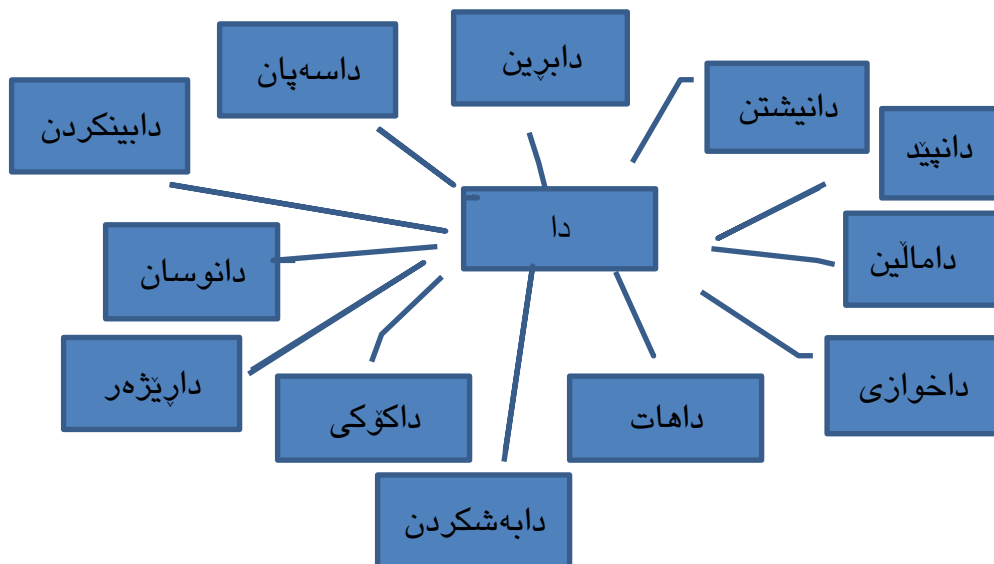 دابڕین
داسەپان
دانیشتن
دابینکردن
دانپێد
دا
دانوسان
داماڵین
داڕێژەر
داخوازی
داکۆکی
داهات
دابەشکردن